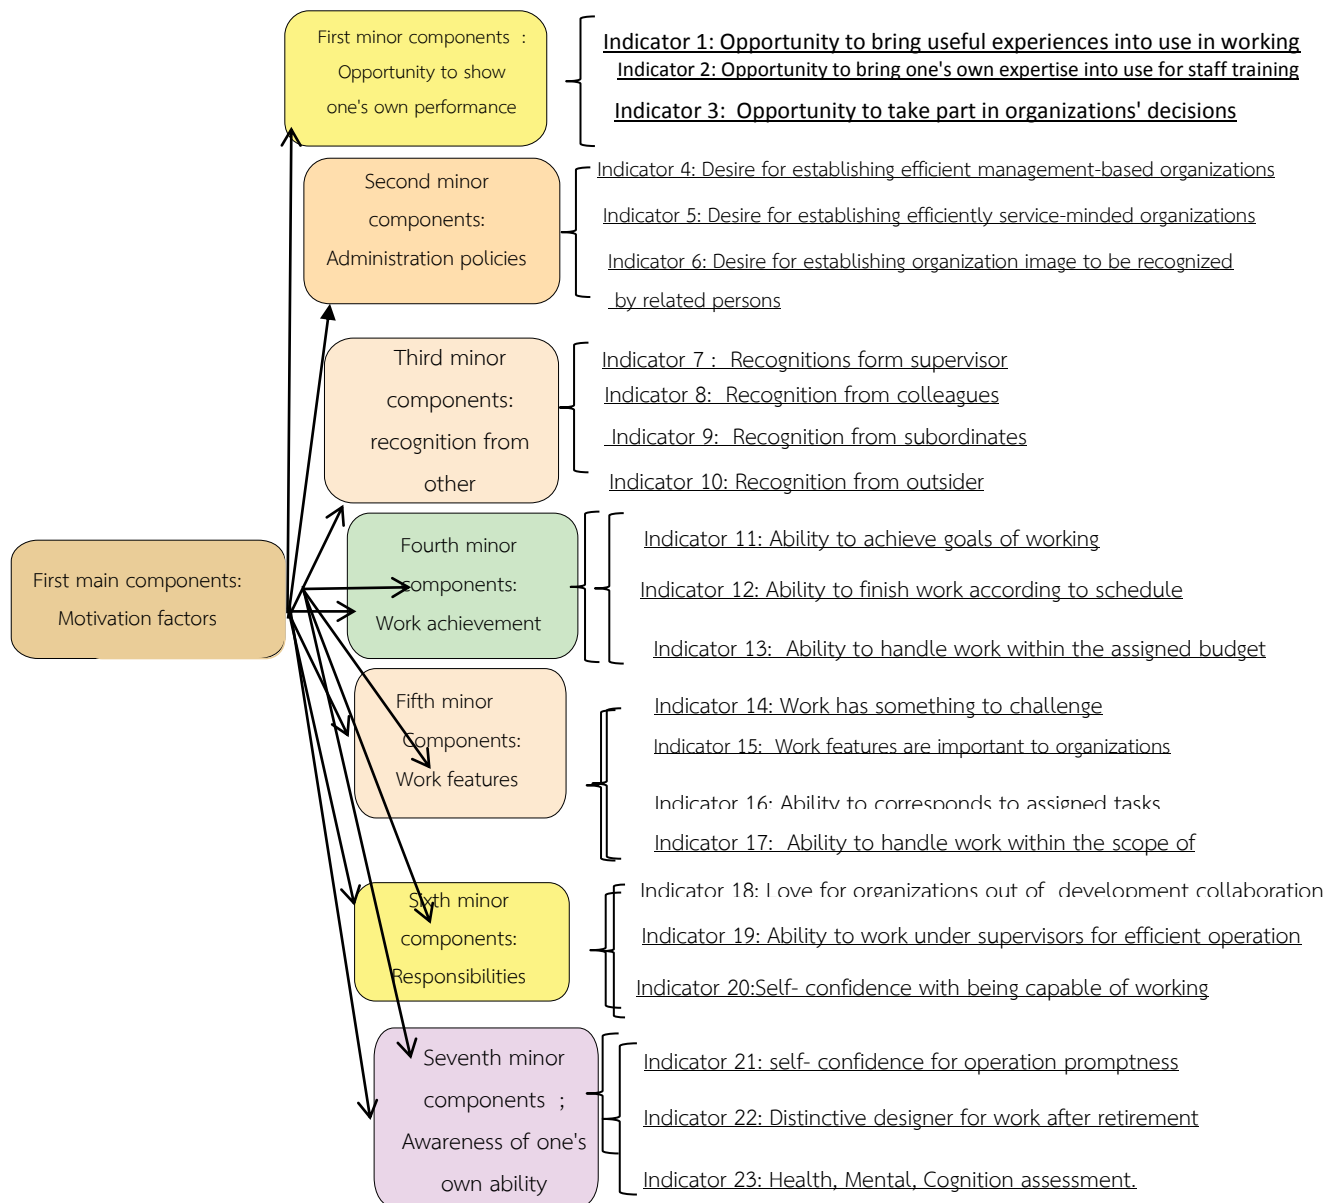 First minor components :
Opportunity to show
one's own performance
Indicator 1: Opportunity to bring useful experiences into use in working
Indicator 2: Opportunity to bring one's own expertise into use for staff training
Indicator 3: Opportunity to take part in organizations' decisions
Second minor
components:
Administration policies
Indicator 4: Desire for establishing efficient management-based organizations
Indicator 5: Desire for establishing efficiently service-minded organizations
Indicator 6: Desire for establishing organization image to be recognized
by related persons
Third minor
components:
recognition from
other
Indicator 7 : Recognitions form supervisor
Indicator 8: Recognition from colleagues
Indicator 9: Recognition from subordinates
Indicator 10: Recognition from outsider
First main components:
Motivation factors
Fourth minor
components:
Work achievement
Indicator 11: Ability to achieve goals of working
Indicator 12: Ability to finish work according to schedule
Indicator 13: Ability to handle work within the assigned budget
Fifth minor
Components:
Work features
Indicator 14: Work has something to challenge
Indicator 15: Work features are important to organizations
Indicator 16: Ability to corresponds to assigned tasks
Indicator 17: Ability to handle work within the scope of
Sixth minor
components:
Responsibilities
Indicator 18: Love for organizations out of development collaboration
Indicator 19: Ability to work under supervisors for efficient operation
Indicator 20:Self- confidence with being capable of working
Seventh minor
components ;
Awareness of one's
own ability
Indicator 21: self- confidence for operation promptness
Indicator 22: Distinctive designer for work after retirement
Indicator 23: Health, Mental, Cognition assessment.